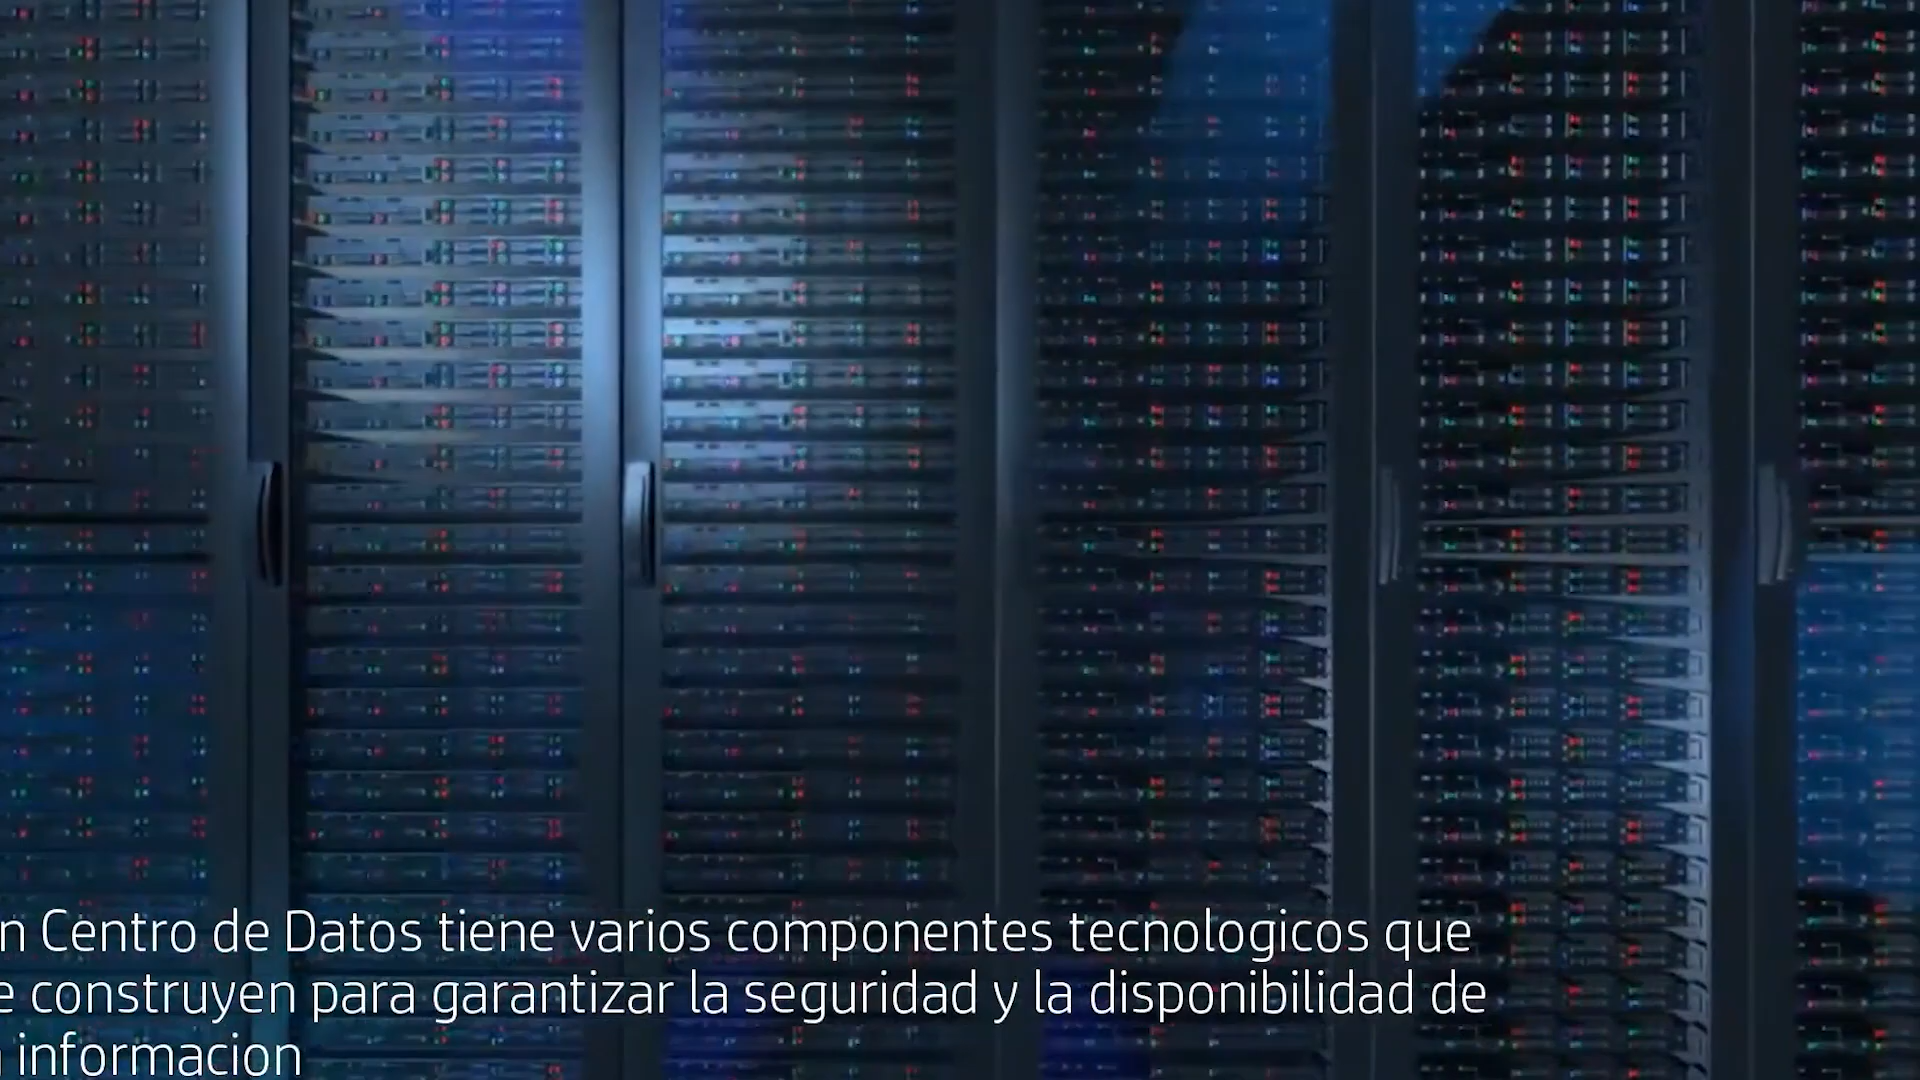 n Centro de Datos tiene varios componentes tecnologicos que
e construyen para garantizar la seguridad y la disponibilidad de
informacion